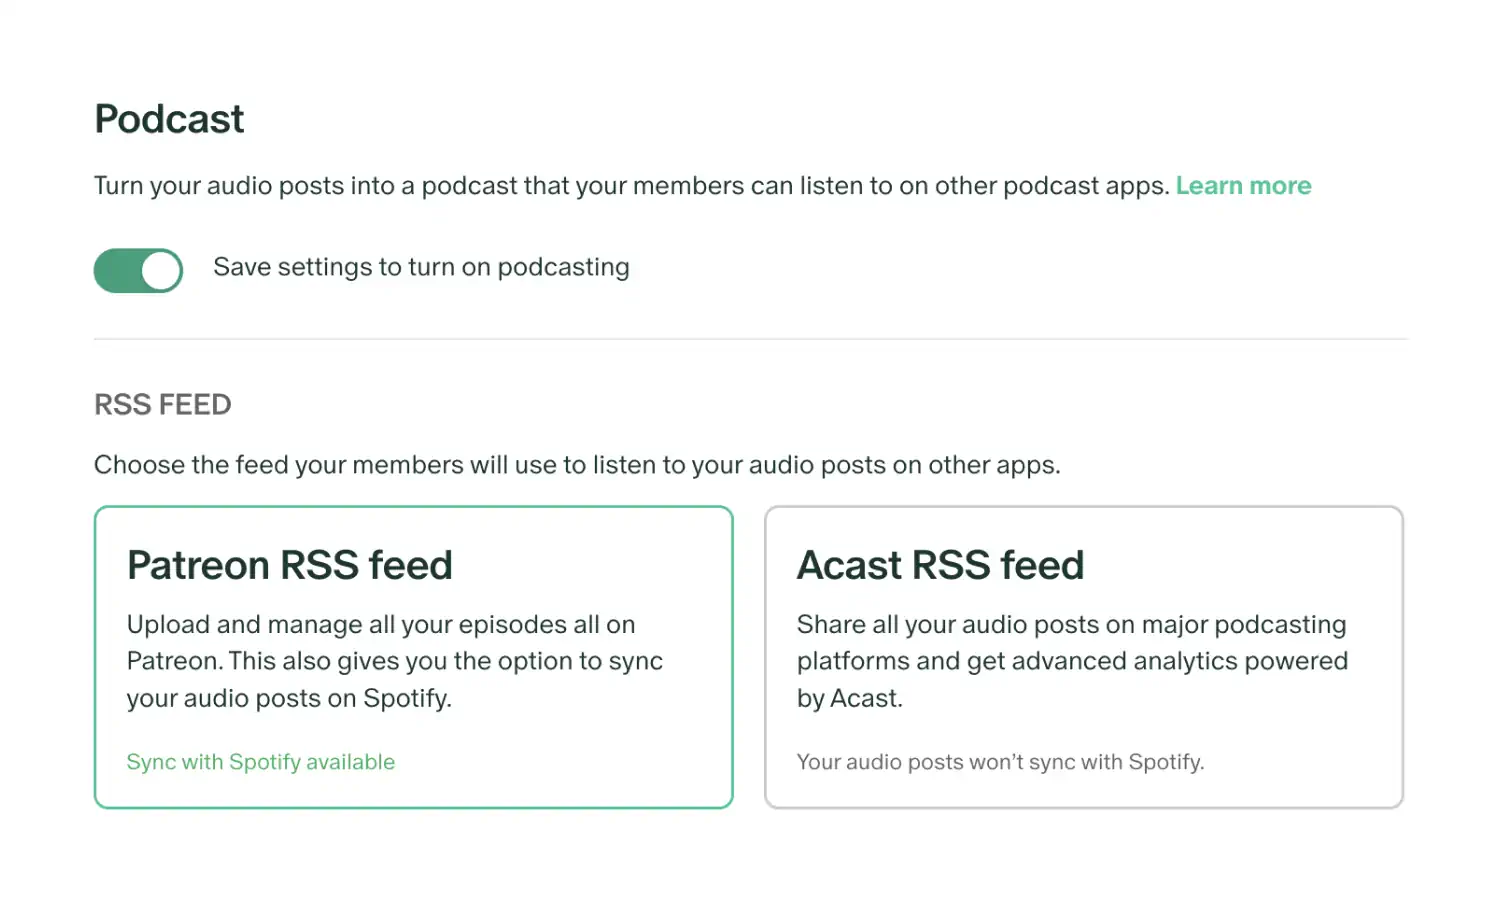 Podcast
Turn your audio posts into a podcast that your members can listen to on other podcast apps. Learn more
Save settings to turn on podcasting
RSS FEED
Choose the feed your members will use to listen to your audio posts on other apps.
Patreon RSS feed
Upload and manage all your episodes all on
Patreon. This also gives you the option to sync
your audio posts on Spotify.
Sync with Spotify available
Acast RSS feed
Share all your audio posts on major podcasting
platforms and get advanced analytics powered
by Acast.
Your audio posts won’t sync with Spotify.